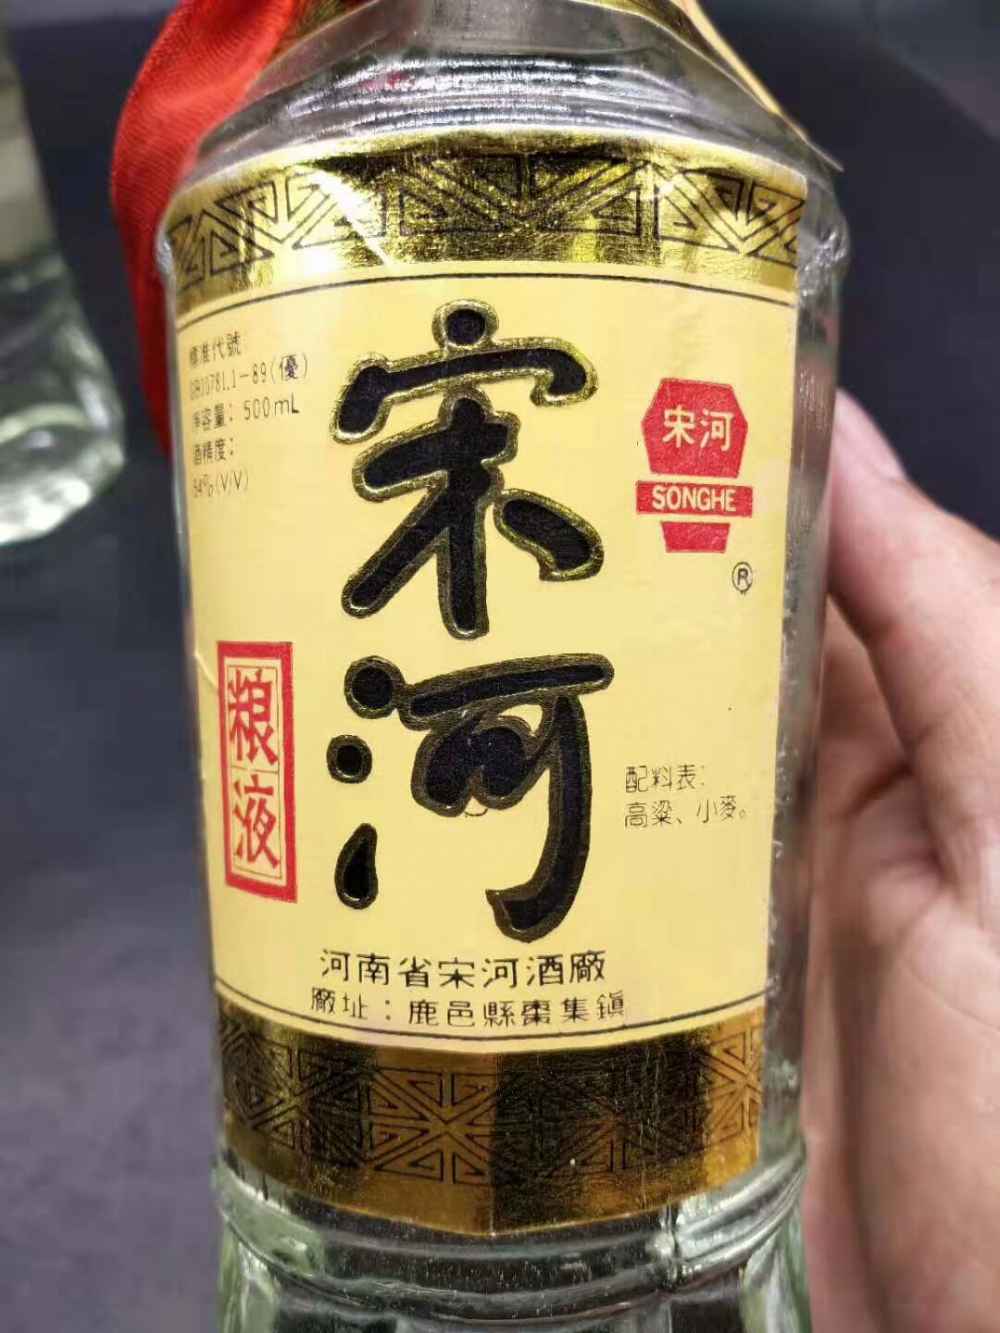 標准代號
GB10781.1-89(優)
净容量：500mL
酒精度：
54%(V/V)
宋河
宋河
SONGHE
®
粮液
配料表：
高粱、小麥。
河南省宋河酒廠
廠址：鹿邑縣棗集鎮